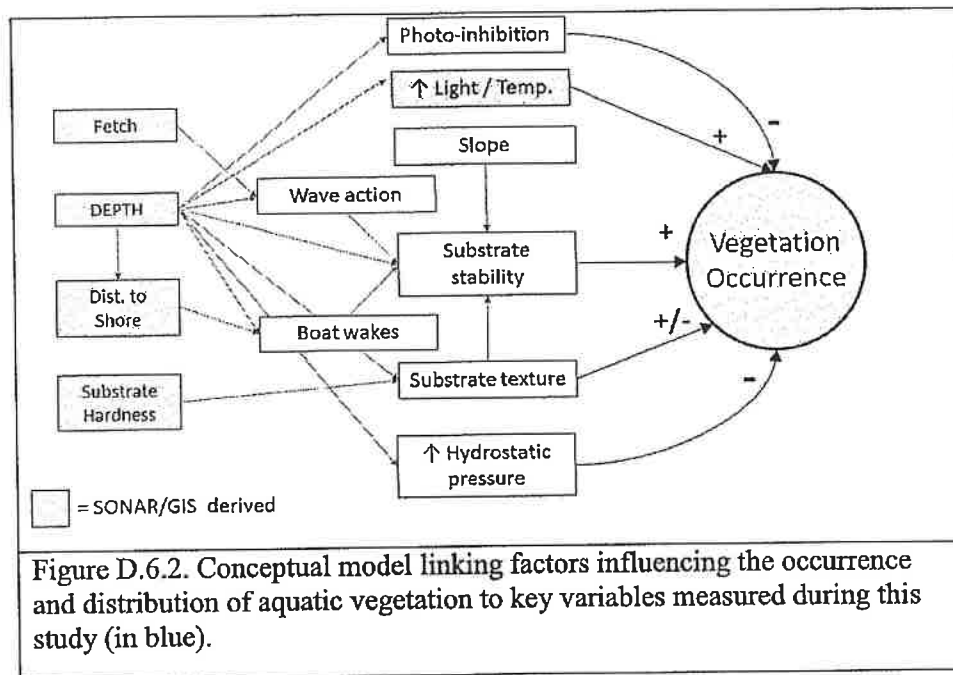 Photo-inhibition
↑ Light / Temp.
-
+
Fetch
Slope
Wave action
DEPTH
+
Substrate
stability
Vegetation
Occurrence
Dist. to
Shore
Boat wakes
+/-
Substrate texture
-
Substrate
Hardness
↑ Hydrostatic
pressure
= SONAR/GIS derived
Figure D.6.2. Conceptual model linking factors influencing the occurrence
and distribution of aquatic vegetation to key variables measured during this
study (in blue).